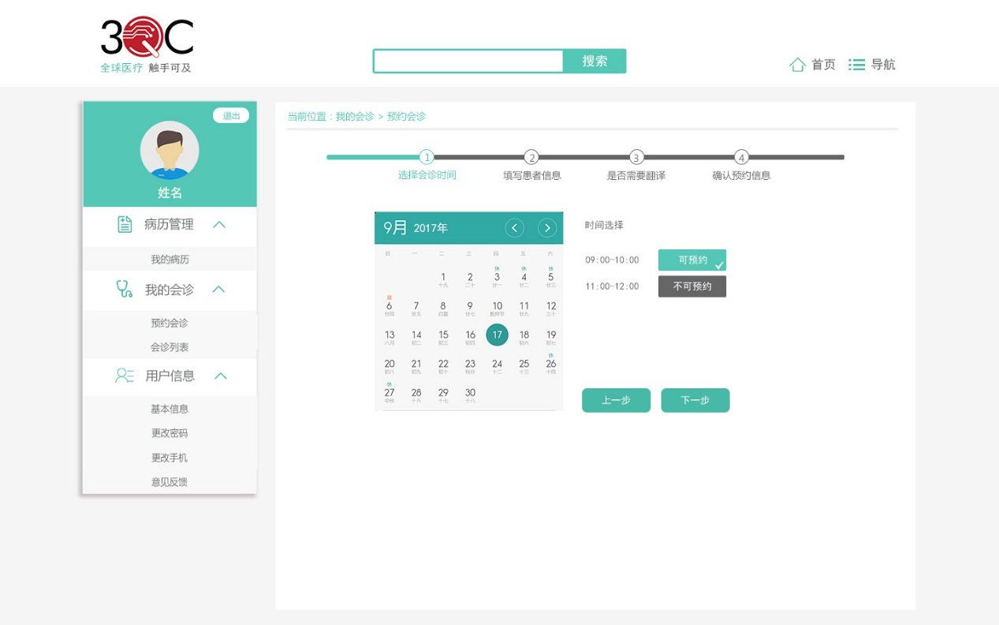 3QC
全球医疗 触手可及
搜索
首页
导航
退出
姓名
病历管理
我的病历
我的会诊
预约会诊
会诊列表
用户信息
基本信息
更改密码
更改手机
意见反馈
当前位置：我的会诊 > 预约会诊
1 2 3 4
选择会诊时间 填写患者信息 是否需要翻译 确认预约信息
9月 2017年
日 一 二 三 四 五 六
休 休 休
1 2 3 4 5
十九 二十 廿一 廿二 廿三
6 7 8 9 10 11 12
廿四 廿五 白露 廿七 教师节 廿九 三十
13 14 15 16 17 18 19
八月 初二 初三 初四 初六 初七
休
20 21 22 23 24 25 26
初八 初九 初十 秋分 十二 十三 十四
休
27 28 29 30
中秋 十六 十七 十八
时间选择
09:00-10:00 可预约
11:00-12:00 不可预约
上一步 下一步